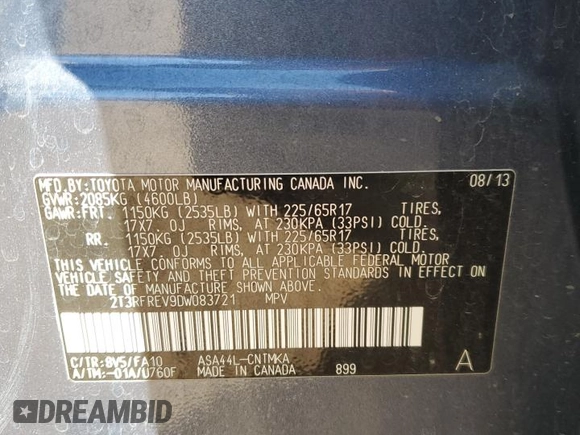 MFD.BY:TOYOTA MOTOR MANUFACTURING CANADA INC. 08/13
GVWR:2085KG (4600LB)
GAWR:FRT. 1150KG (2535LB) WITH 225/65R17 TIRES,
17X7.0J RIMS, AT 230KPA (33PSI) COLD.
RR. 1150KG (2535LB) WITH 225/65R17 TIRES,
17X7.0J RIMS, AT 230KPA (33PSI) COLD.
THIS VEHICLE CONFORMS TO ALL APPLICABLE FEDERAL MOTOR
VEHICLE SAFETY AND BUMPER STANDARDS IN EFFECT ON
THE DATE OF MANUFACTURE SHOWN ABOVE.
2T3RFREV9DW083721 MPV
C/TR:8V5/FA10 ASA44L-CNTMKA
A/TM:-01A/U760F MADE IN CANADA 899 A
DREAMBID
.com